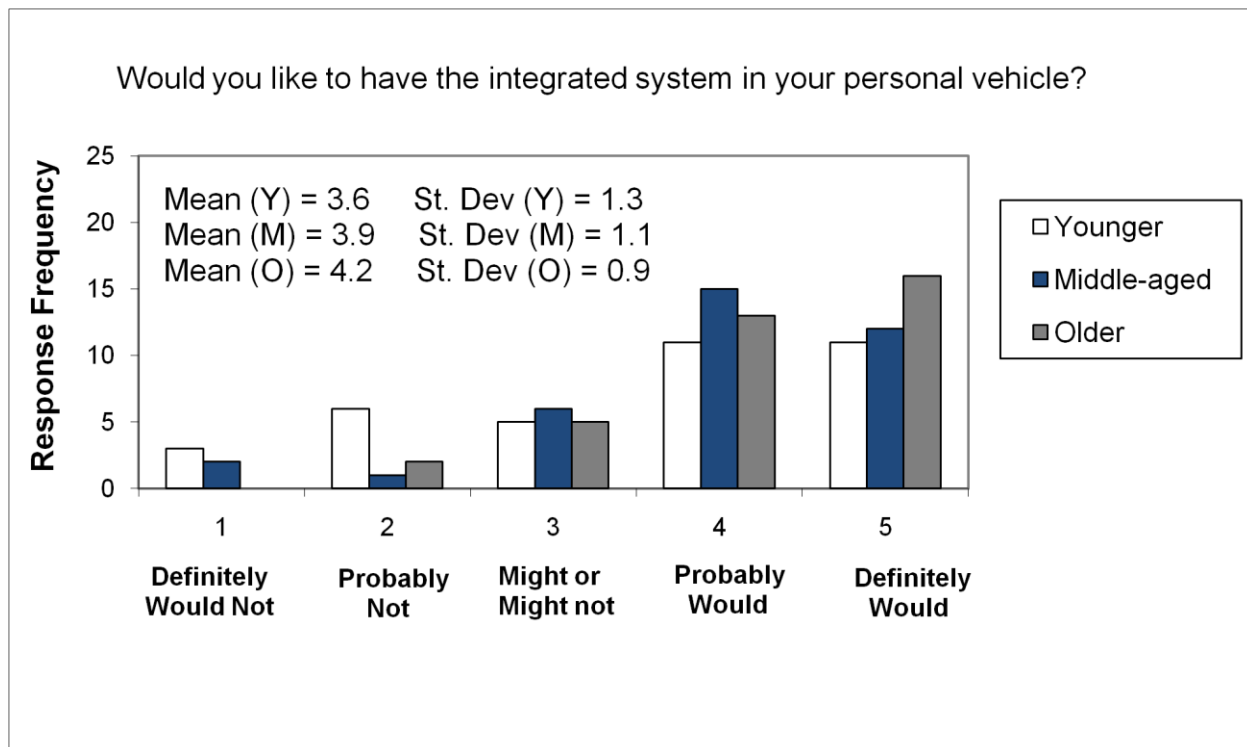 Would you like to have the integrated system in your personal vehicle?
Response Frequency
25
20
15
10
5
0
Mean (Y) = 3.6 St. Dev (Y) = 1.3
Mean (M) = 3.9 St. Dev (M) = 1.1
Mean (O) = 4.2 St. Dev (O) = 0.9
Younger
Middle-aged
Older
1 2 3 4 5
Definitely
Would Not
Probably
Not
Might or
Might not
Probably
Would
Definitely
Would